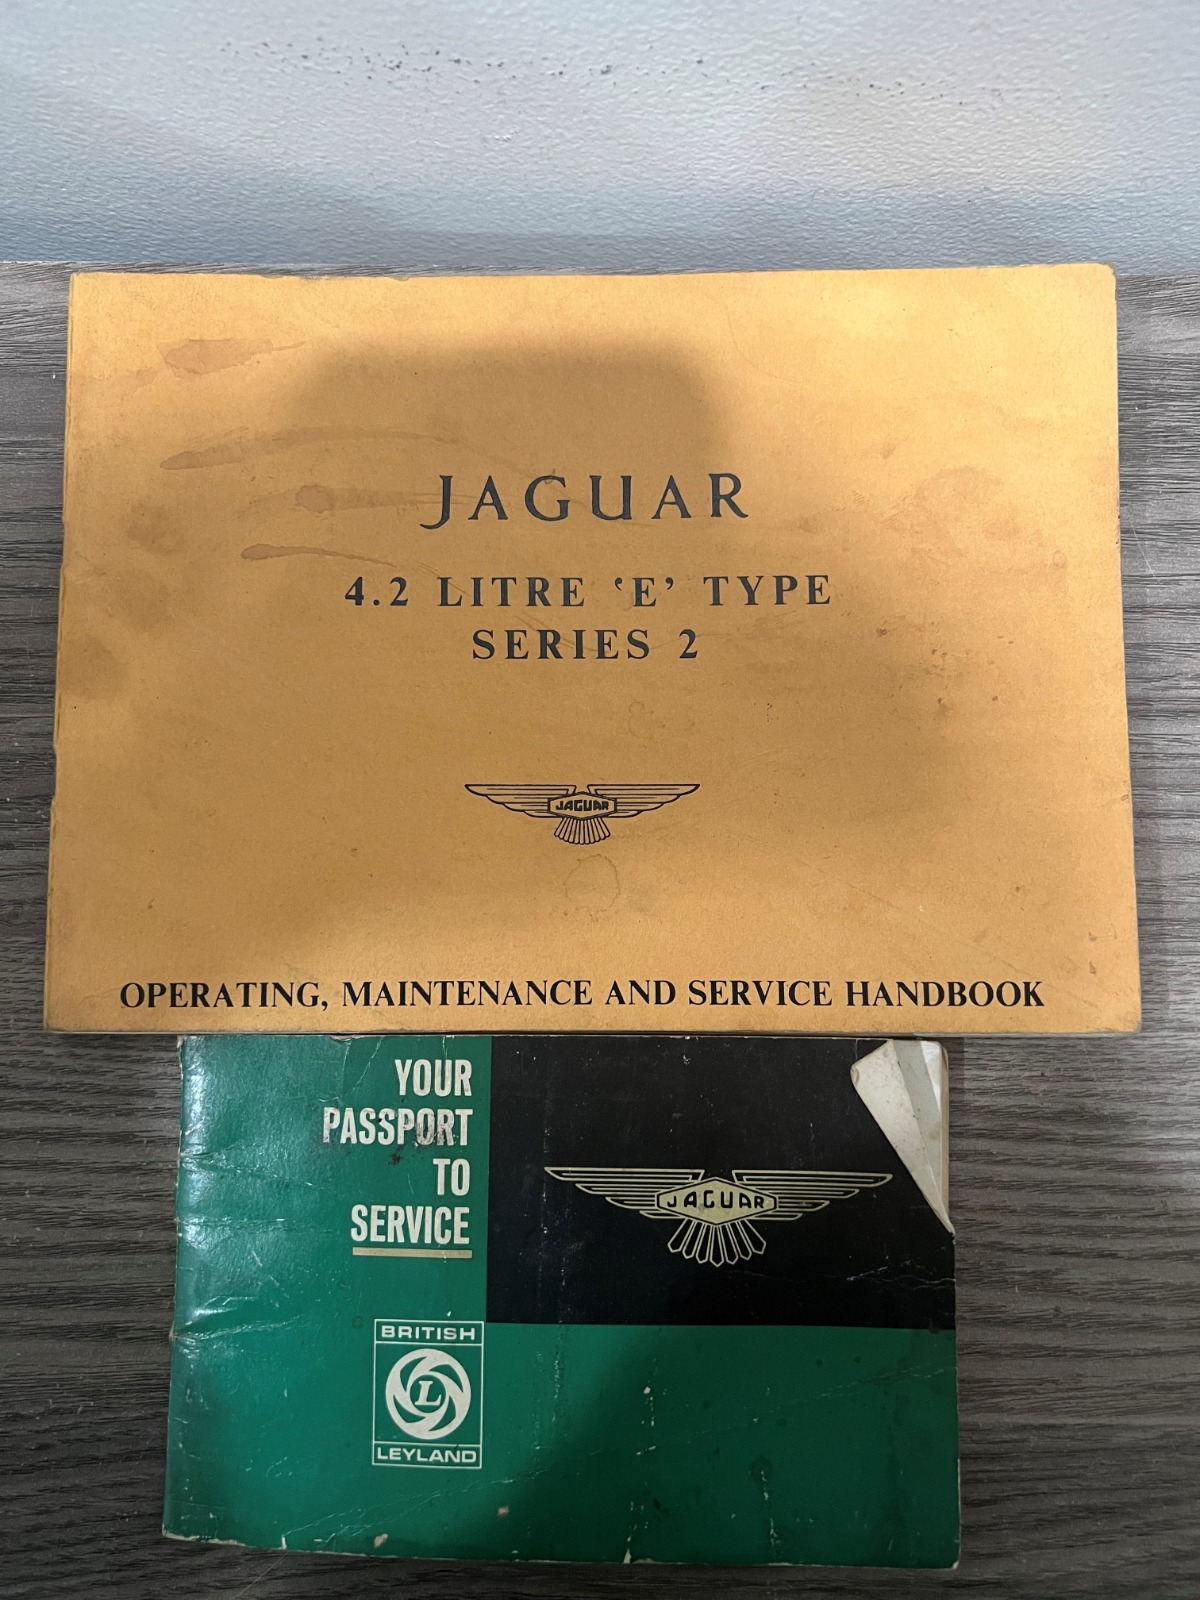 JAGUAR
4.2 LITRE ‘E’ TYPE
SERIES 2
JAGUAR
OPERATING, MAINTENANCE AND SERVICE HANDBOOK
YOUR
PASSPORT
TO
SERVICE
JAGUAR
BRITISH
L
LEYLAND